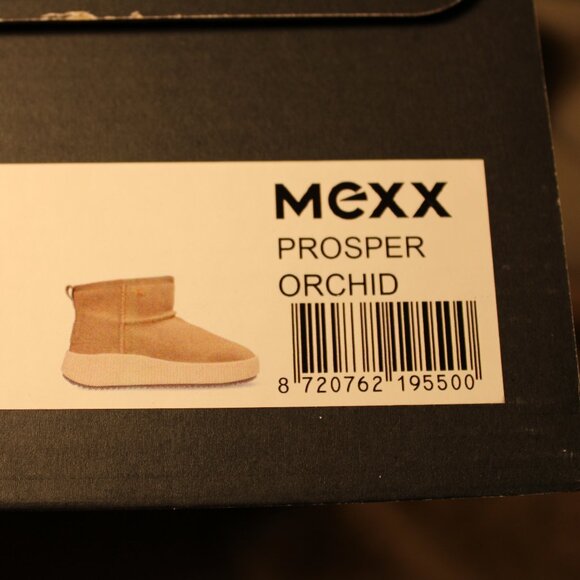 MEXX
PROSPER
ORCHID
8 720762 195500